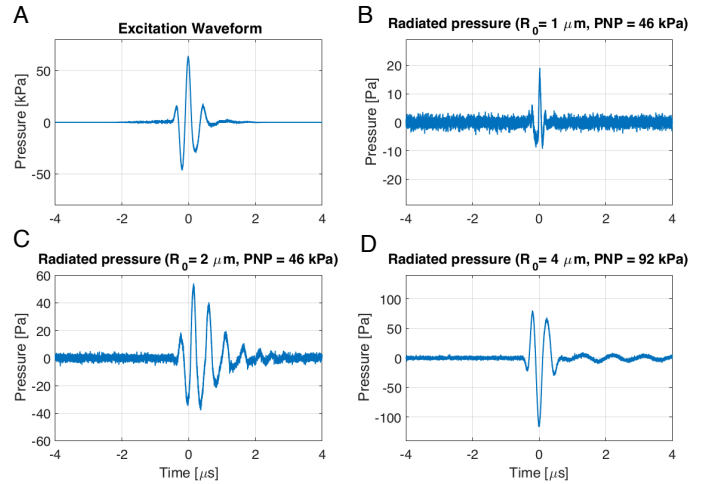 A
Excitation Waveform
Pressure [kPa]
50
0
-50
-4
-2
0
2
4
B
Radiated pressure (R0= 1 μm, PNP = 46 kPa)
Pressure [Pa]
20
10
0
-10
-20
-4
-2
0
2
4
C
Radiated pressure (R0= 2 μm, PNP = 46 kPa)
Pressure [Pa]
60
40
20
0
-20
-40
-60
-4
-2
0
2
4
Time [μs]
D
Radiated pressure (R0= 4 μm, PNP = 92 kPa)
Pressure [Pa]
100
50
0
-50
-100
-4
-2
0
2
4
Time [μs]